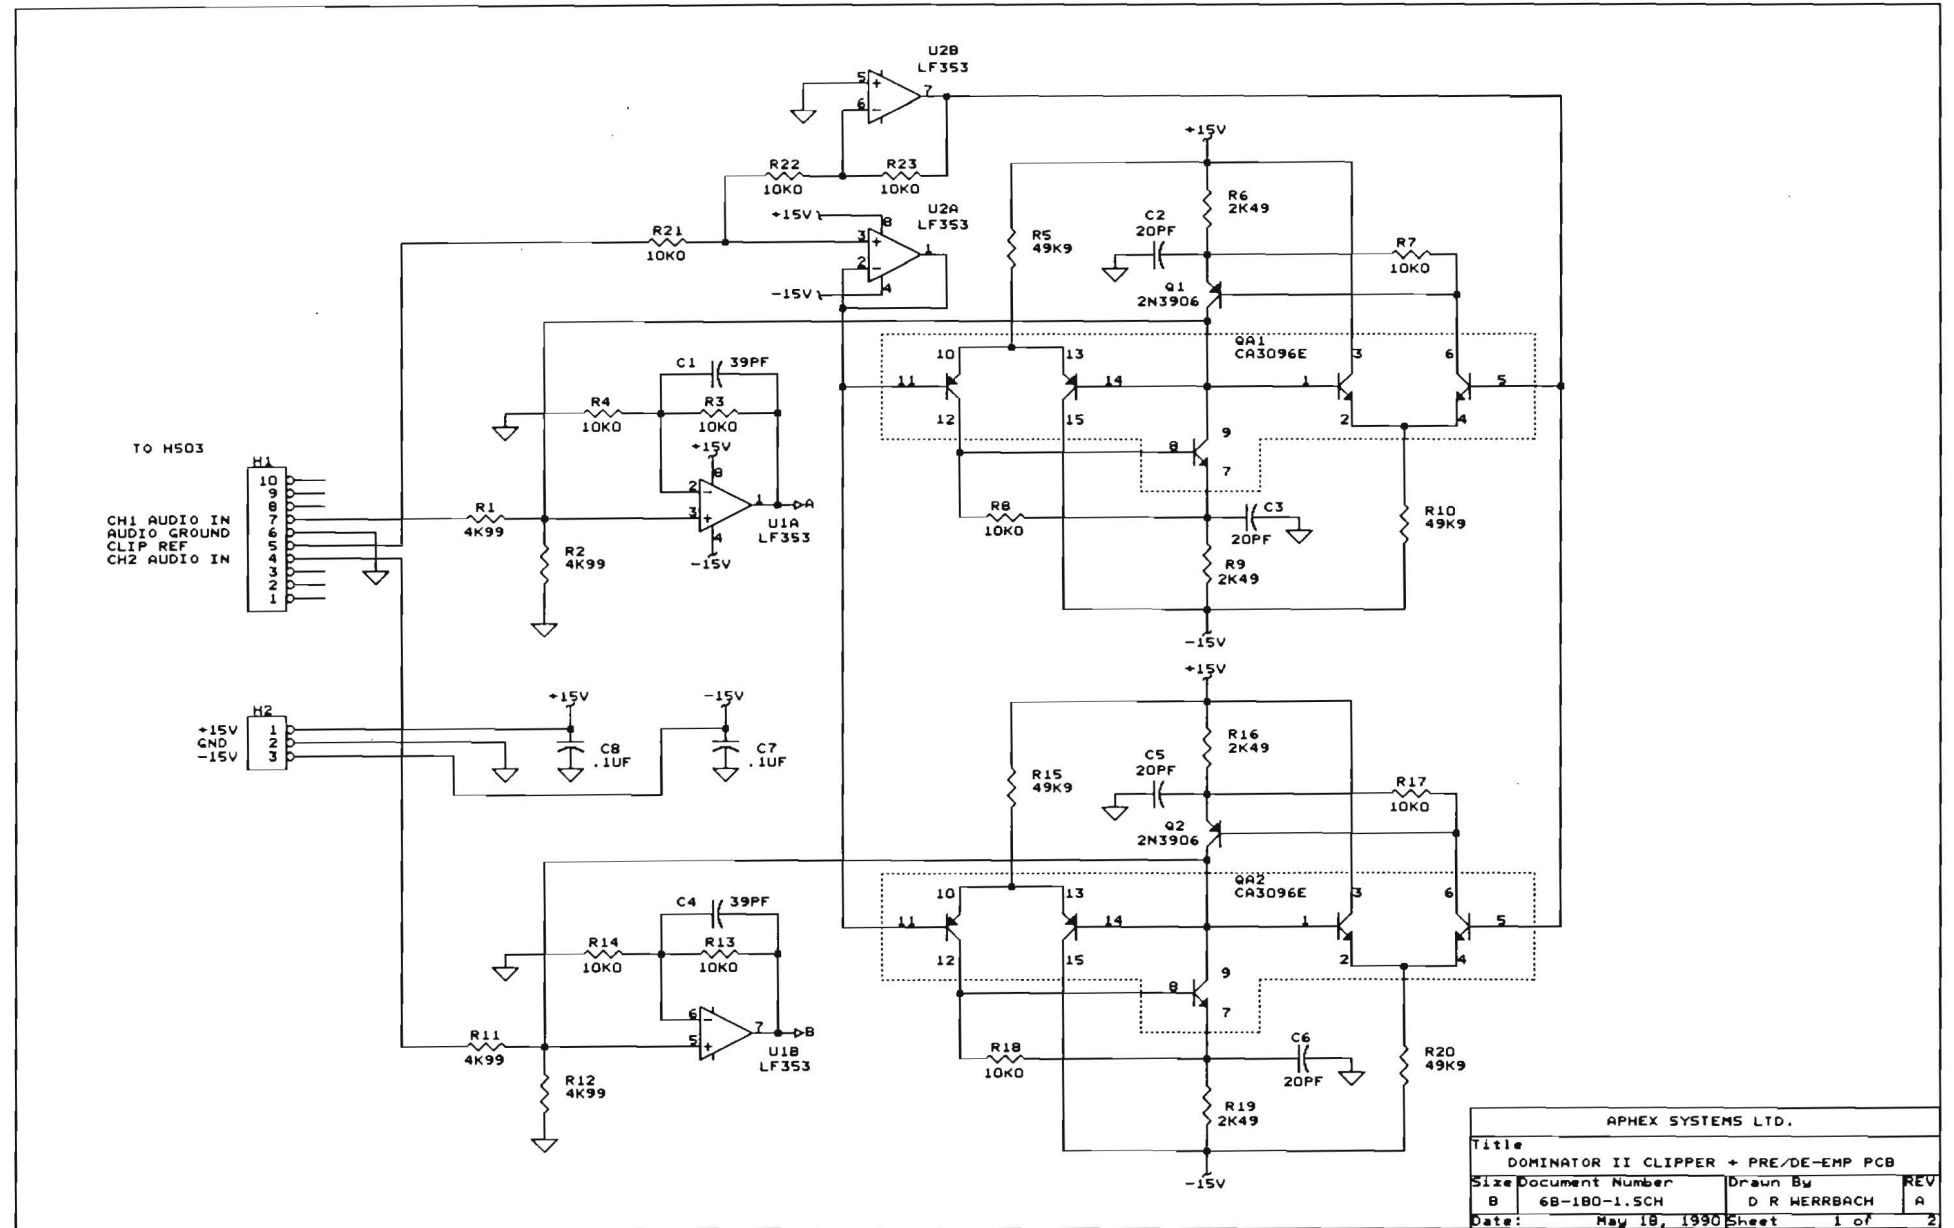 U2B
LF353
5
+
7
6
-
R22
10K0
R23
10K0
+15V
8
U2A
LF353
R21
10K0
3
+
1
2
-
-15V
4
+15V
R6
2K49
C2
20PF
R5
49K9
R7
10K0
Q1
2N3906
QA1
CA3096E
10
13
3
6
11
14
1
5
12
15
2
4
9
8
7
R8
10K0
C3
20PF
R10
49K9
R9
2K49
-15V
C1
39PF
R4
10K0
R3
10K0
+15V
8
2
-
1
A
3
+
4
U1A
LF353
-15V
R1
4K99
R2
4K99
TO H503
H1
10
9
8
CH1 AUDIO IN
7
AUDIO GROUND
6
CLIP REF
5
CH2 AUDIO IN
4
3
2
1
H2
+15V
1
GND
2
-15V
3
+15V
C8
.1UF
-15V
C7
.1UF
+15V
R16
2K49
C5
20PF
R15
49K9
R17
10K0
Q2
2N3906
QA2
CA3096E
10
13
3
6
11
14
1
5
12
15
2
4
9
8
7
R18
10K0
C6
20PF
R20
49K9
R19
2K49
-15V
C4
39PF
R14
10K0
R13
10K0
6
-
7
B
5
+
U1B
LF353
R11
4K99
R12
4K99
APHEX SYSTEMS LTD.
Title
DOMINATOR II CLIPPER + PRE/DE-EMP PCB
Size Document Number Drawn By REV
B 6B-1B0-1.SCH D R WERRBACH A
Date: May 18, 1990 Sheet 1 of 2